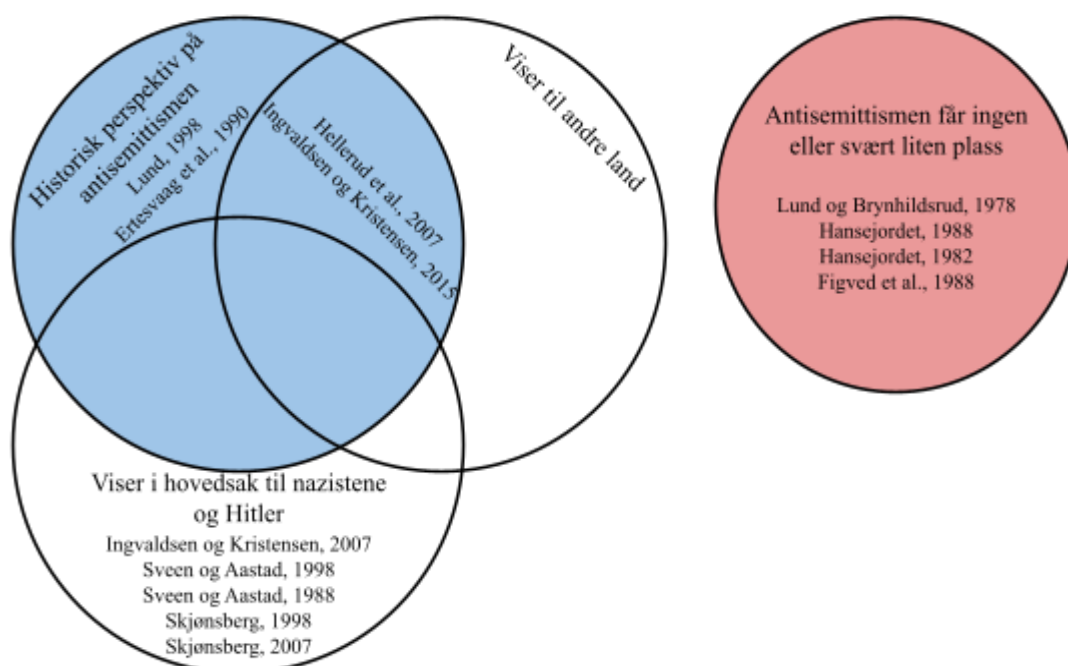 Historisk perspektiv på
antisemittismen
Lund, 1998
Ertesvaag et al., 1990
Hellerud et al., 2007
Ingvaldsen og Kristensen, 2015
Viser til andre land
Antisemittismen får ingen
eller svært liten plass
Lund og Brynhildsrud, 1978
Hansejordet, 1988
Hansejordet, 1982
Figved et al., 1988
Viser i hovedsak til nazistene
og Hitler
Ingvaldsen og Kristensen, 2007
Sveen og Aastad, 1998
Sveen og Aastad, 1988
Skjønsberg, 1998
Skjønsberg, 2007